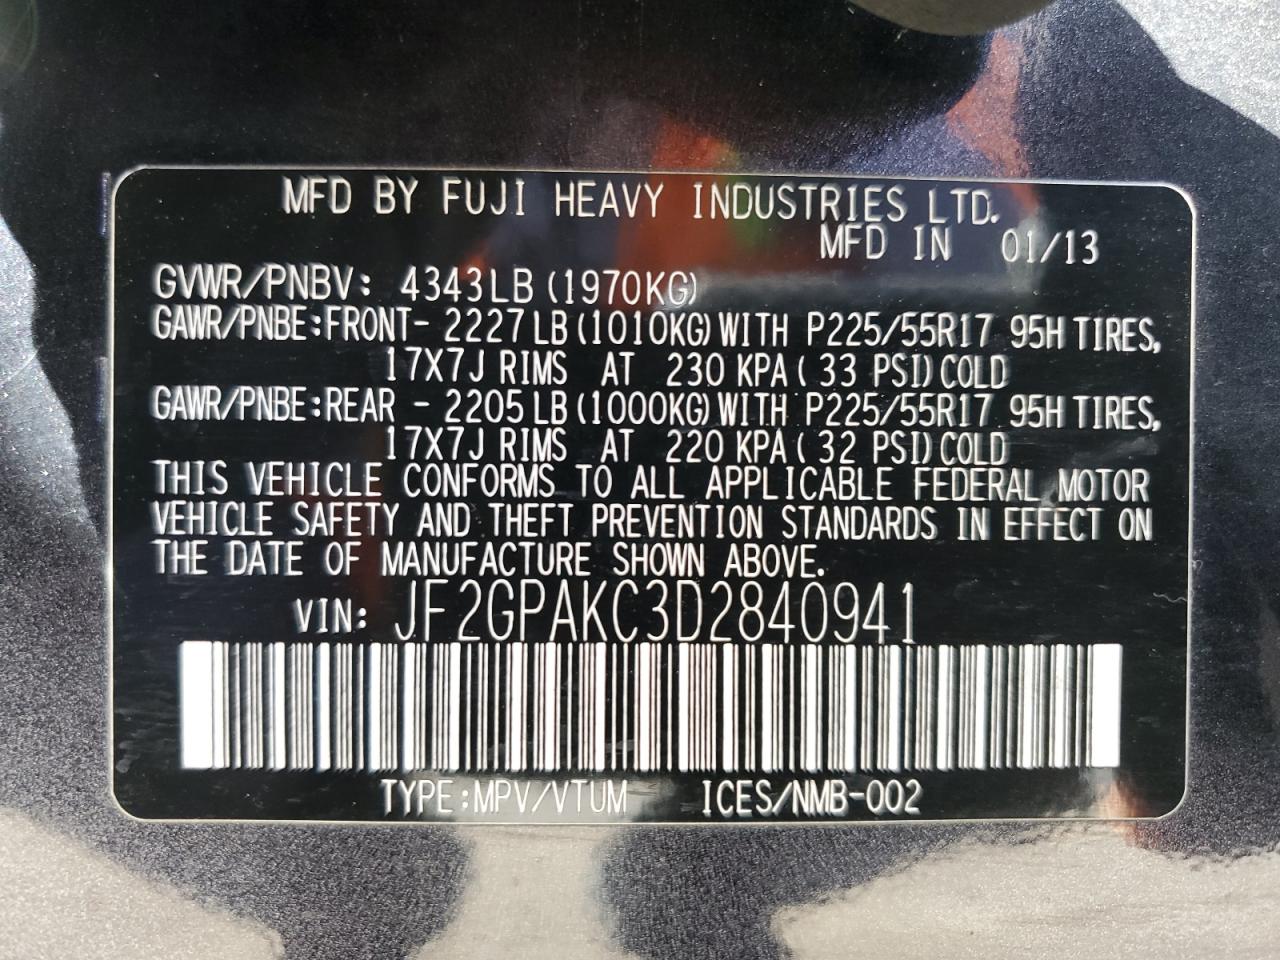 MFD BY FUJI HEAVY INDUSTRIES LTD.
MFD IN 01/13
GVWR/PNBV: 4343LB (1970KG)
GAWR/PNBE:FRONT- 2227LB (1010KG) WITH P225/55R17 95H TIRES,
17X7J RIMS AT 230 KPA ( 33 PSI) COLD
GAWR/PNBE:REAR - 2205LB (1000KG) WITH P225/55R17 95H TIRES,
17X7J RIMS AT 220 KPA ( 32 PSI) COLD
THIS VEHICLE CONFORMS TO ALL APPLICABLE FEDERAL MOTOR
VEHICLE SAFETY AND THEFT PREVENTION STANDARDS IN EFFECT ON
THE DATE OF MANUFACTURE SHOWN ABOVE.
VIN: JF2GPAKC3D2840941
TYPE:MPV/VTUM ICES/NMB-002